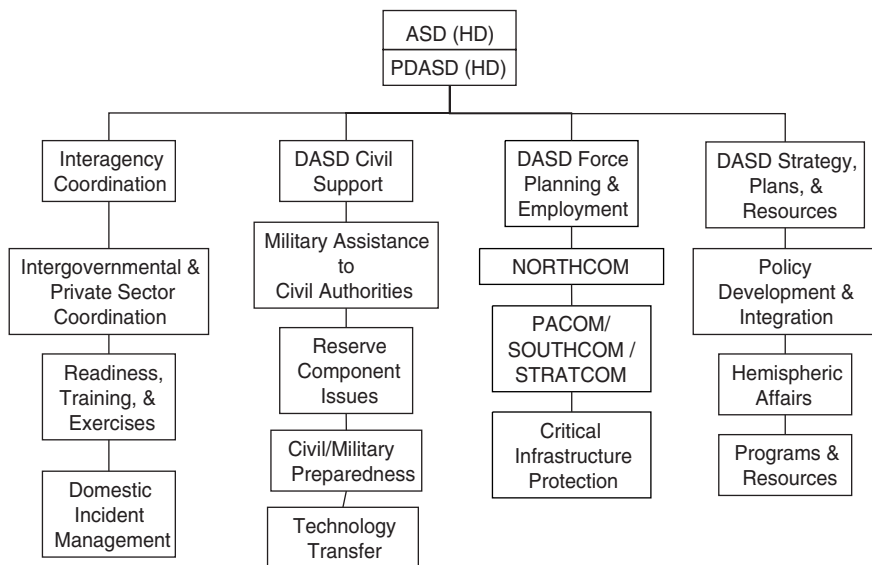 ASD (HD)
PDASD (HD)
Interagency
Coordination
Intergovernmental &
Private Sector
Coordination
Readiness,
Training, &
Exercises
Domestic
Incident
Management
DASD Civil
Support
Military Assistance
to
Civil Authorities
Reserve
Component
Issues
Civil/Military
Preparedness
Technology
Transfer
DASD Force
Planning &
Employment
NORTHCOM
PACOM/
SOUTHCOM /
STRATCOM
Critical
Infrastructure
Protection
DASD Strategy,
Plans, &
Resources
Policy
Development &
Integration
Hemispheric
Affairs
Programs &
Resources